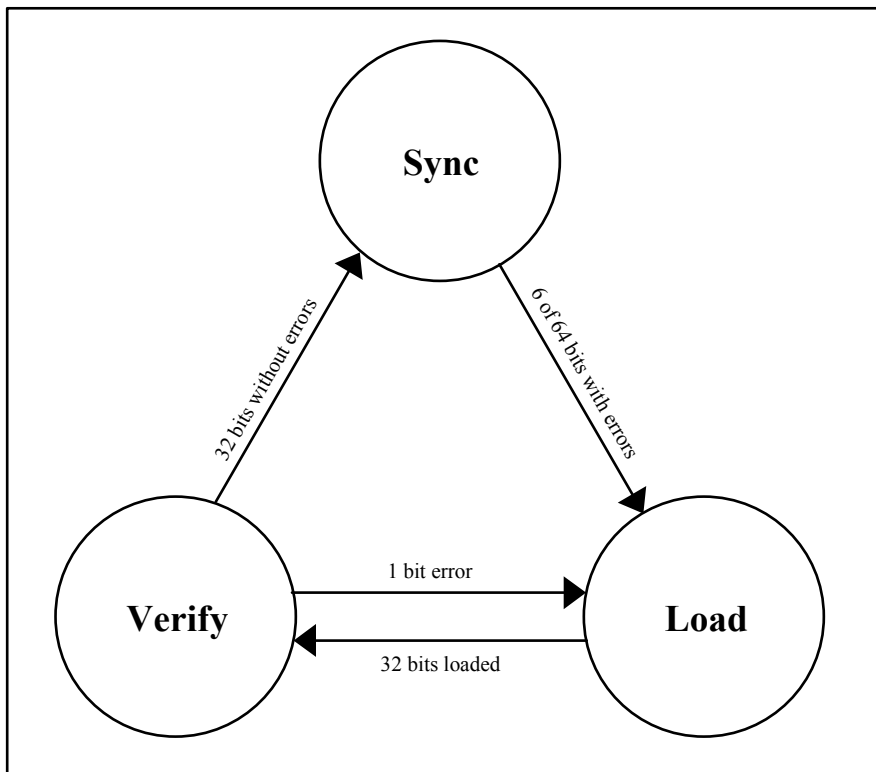 Sync
32 bits without errors
6 of 64 bits with errors
1 bit error
Verify
Load
32 bits loaded